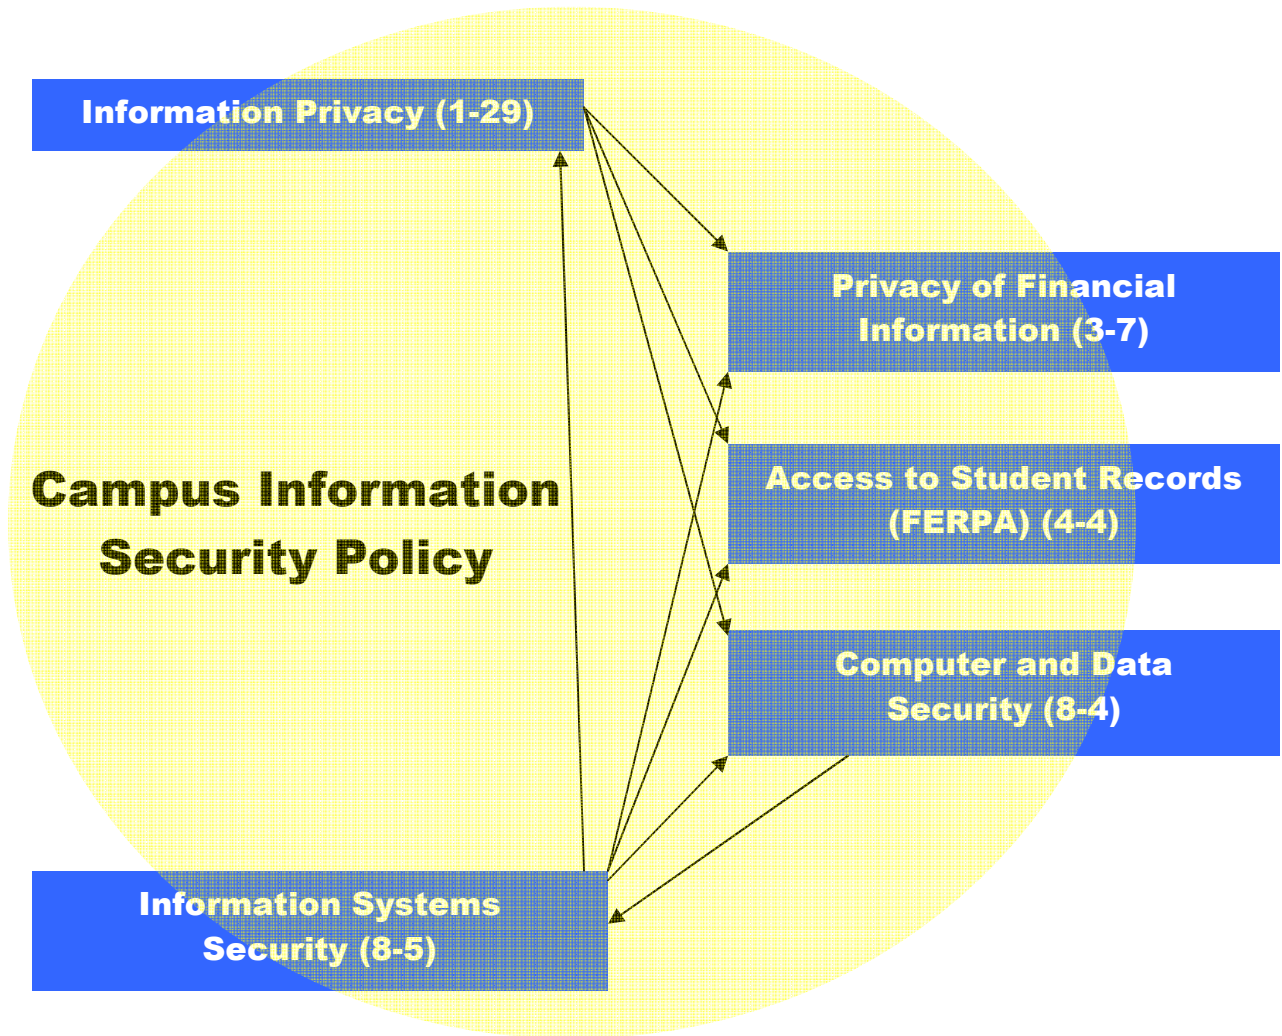 Information Privacy (1-29)
Privacy of Financial
Information (3-7)
Campus Information
Security Policy
Access to Student Records
(FERPA) (4-4)
Computer and Data
Security (8-4)
Information Systems
Security (8-5)